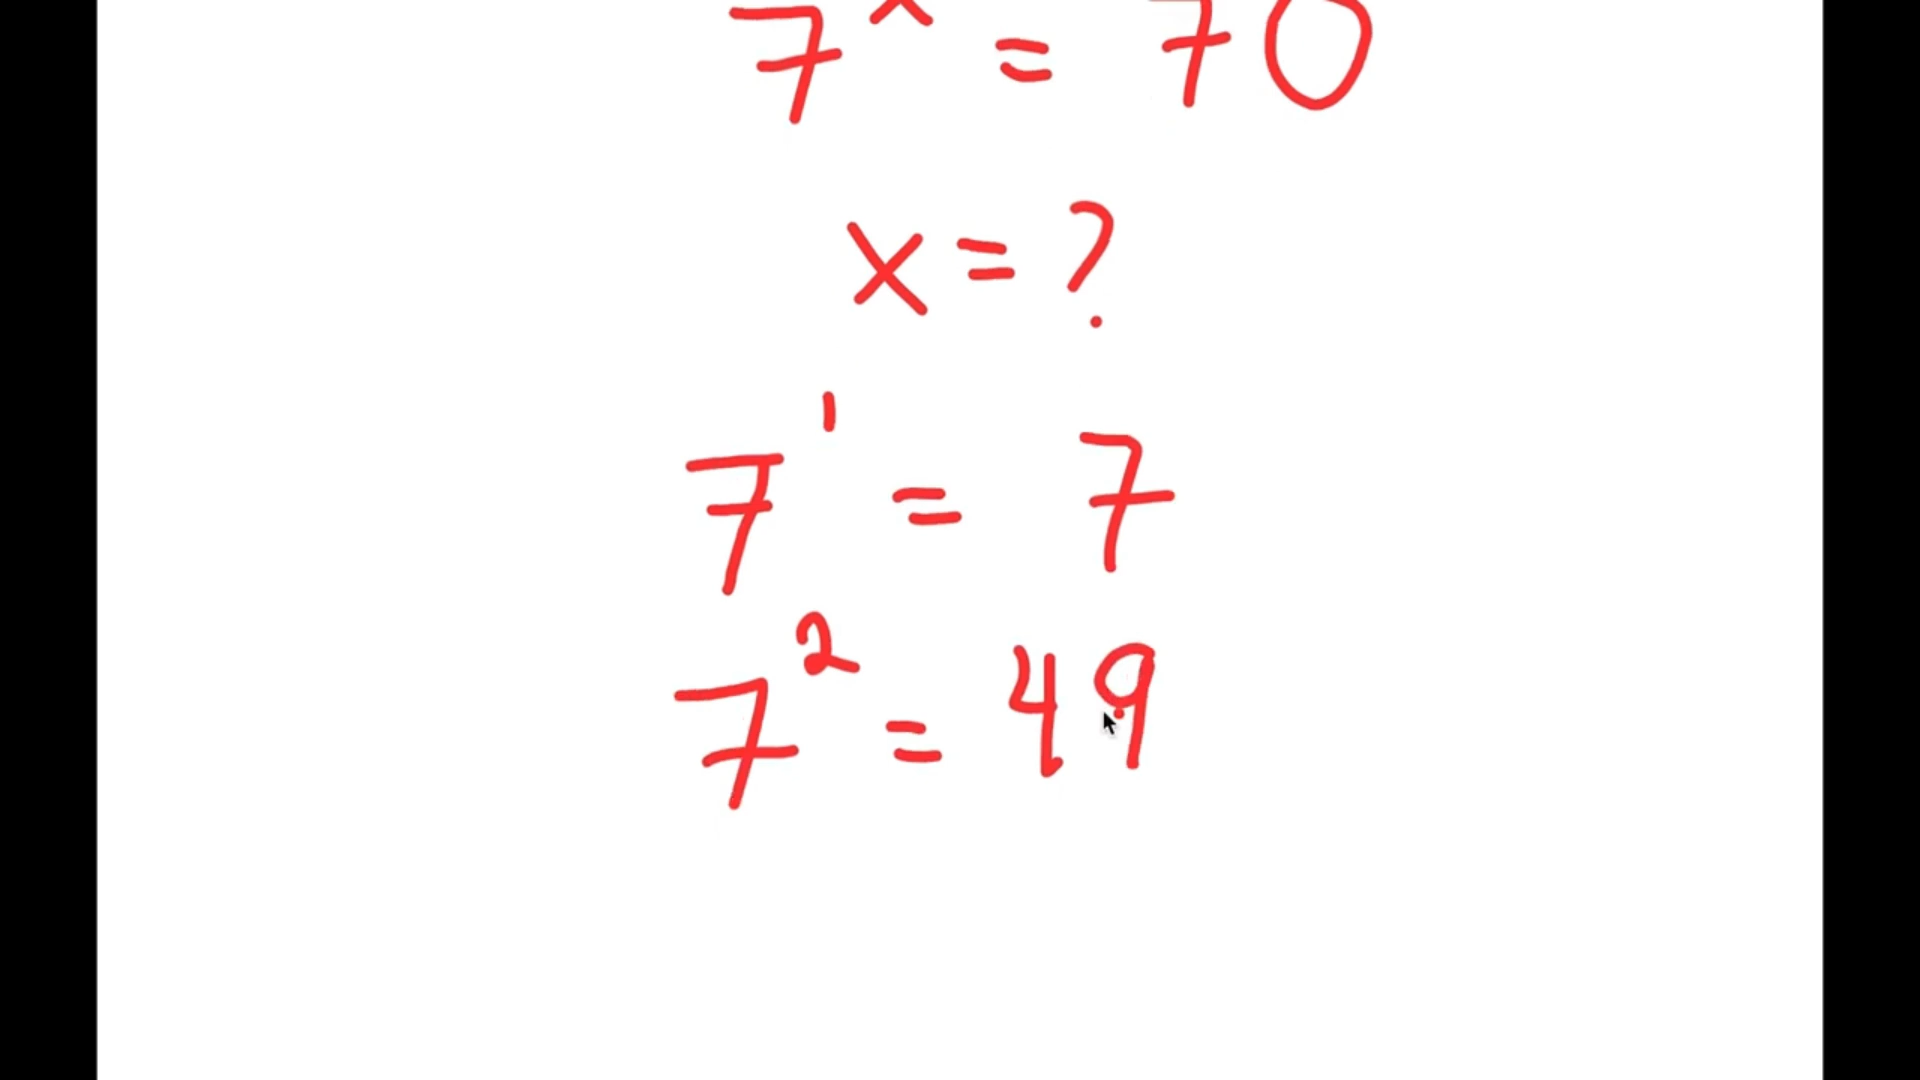 7^x = 70
x = ?
7^1 = 7
7^2 = 49